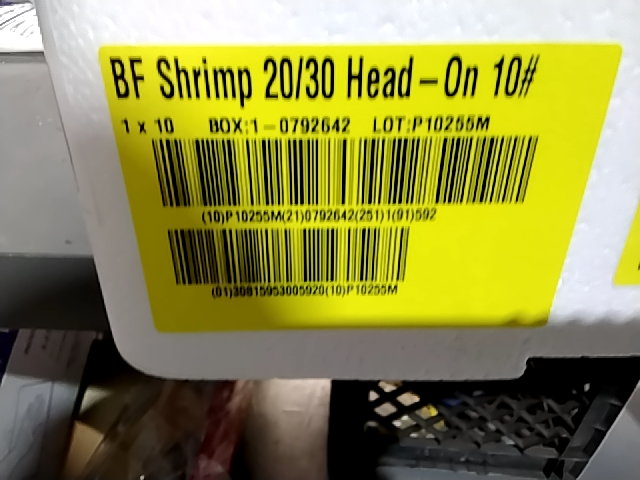 BF Shrimp 20/30 Head-On 10#
1 x 10 BOX:1-0792642 LOT:P10255M
(10)P10255M(21)0792642(251)1(91)592
(01)30815953005920(10)P10255M